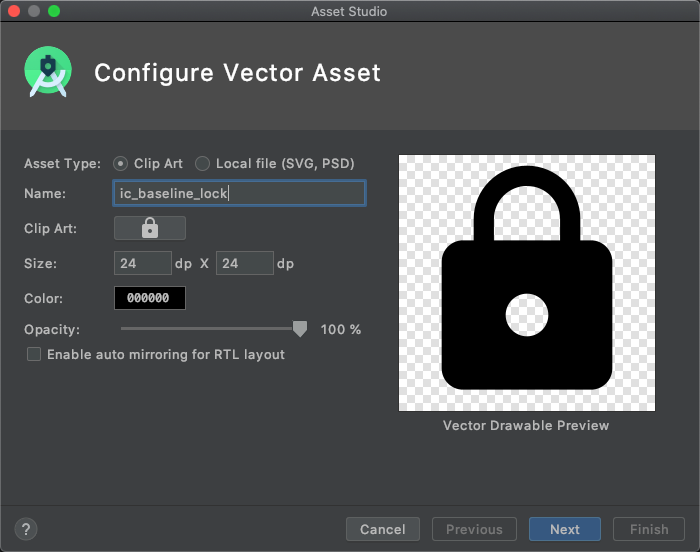 Asset Studio
Configure Vector Asset
Asset Type: Clip Art Local file (SVG, PSD)
Name: ic_baseline_lock
Clip Art:
Size: 24 dp X 24 dp
Color: 000000
Opacity: 100 %
Enable auto mirroring for RTL layout
Vector Drawable Preview
? Cancel Previous Next Finish